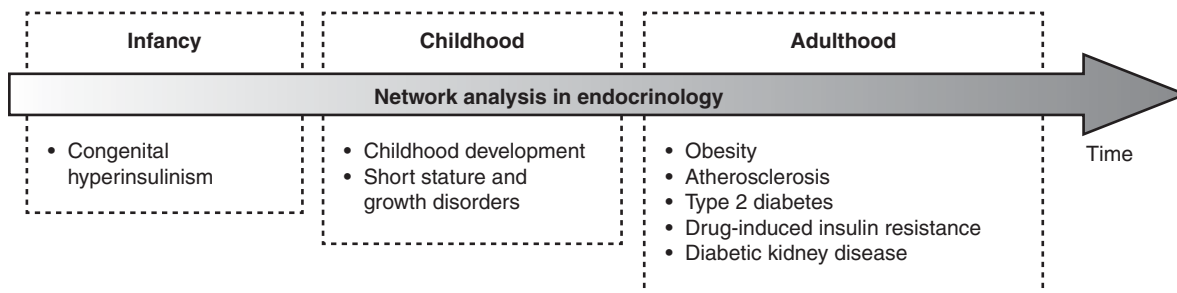 Infancy
Childhood
Adulthood
Network analysis in endocrinology
Time
• Congenital
hyperinsulinism
• Childhood development
• Short stature and
growth disorders
• Obesity
• Atherosclerosis
• Type 2 diabetes
• Drug-induced insulin resistance
• Diabetic kidney disease